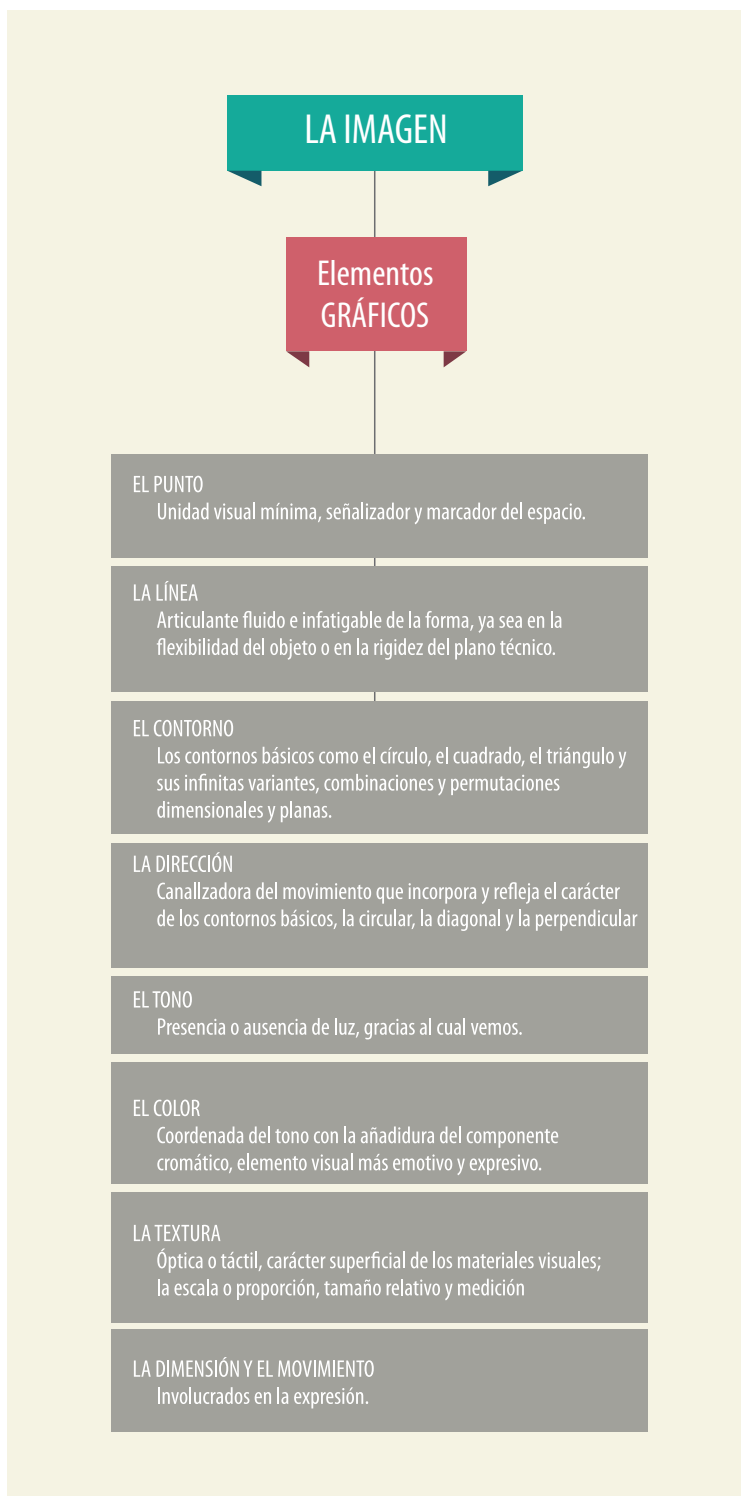 LA IMAGEN
Elementos
GRÁFICOS
EL PUNTO
Unidad visual mínima, señalizador y marcador del espacio.
LA LÍNEA
Articulante fluido e infatigable de la forma, ya sea en la
flexibilidad del objeto o en la rigidez del plano técnico.
EL CONTORNO
Los contornos básicos como el círculo, el cuadrado, el triángulo y
sus infinitas variantes, combinaciones y permutaciones
dimensionales y planas.
LA DIRECCIÓN
Canallzadora del movimiento que incorpora y refleja el carácter
de los contornos básicos, la circular, la diagonal y la perpendicular
EL TONO
Presencia o ausencia de luz, gracias al cual vemos.
EL COLOR
Coordenada del tono con la añadidura del componente
cromático, elemento visual más emotivo y expresivo.
LA TEXTURA
Óptica o táctil, carácter superficial de los materiales visuales;
la escala o proporción, tamaño relativo y medición
LA DIMENSIÓN Y EL MOVIMIENTO
Involucrados en la expresión.